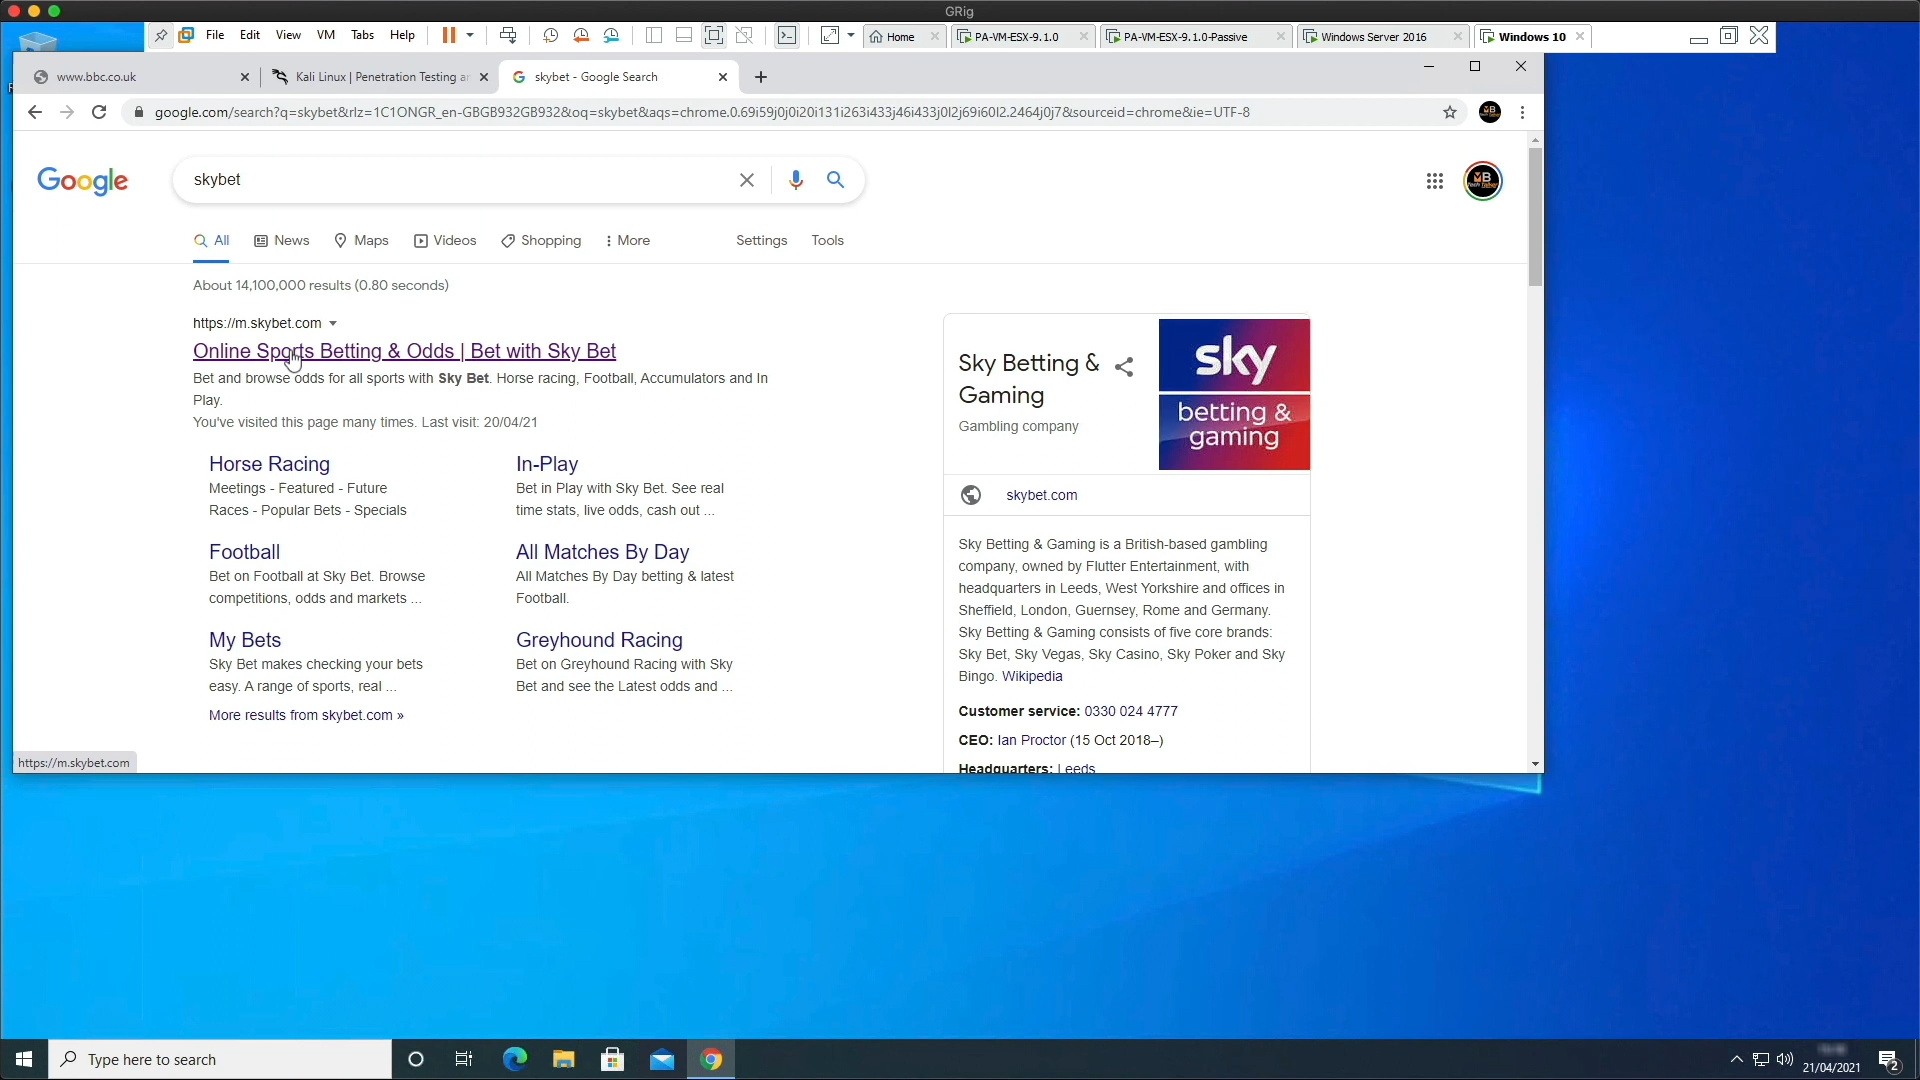 GRig
File Edit View VM Tabs Help
Home
PA-VM-ESX-9.1.0
PA-VM-ESX-9.1.0-Passive
Windows Server 2016
Windows 10
www.bbc.co.uk
Kali Linux | Penetration Testing an
skybet - Google Search
google.com/search?q=skybet&rlz=1C1ONGR_en-GBGB932GB932&oq=skybet&aqs=chrome.0.69i59j0j0i20i131i263i433j46i433j0l2j69i60l2.2464j0j7&sourceid=chrome&ie=UTF-8
Google
skybet
All News Maps Videos Shopping More Settings Tools
About 14,100,000 results (0.80 seconds)
https://m.skybet.com
Online Sports Betting & Odds | Bet with Sky Bet
Bet and browse odds for all sports with Sky Bet. Horse racing, Football, Accumulators and In
Play.
You've visited this page many times. Last visit: 20/04/21
Horse Racing
Meetings - Featured - Future
Races - Popular Bets - Specials
In-Play
Bet in Play with Sky Bet. See real
time stats, live odds, cash out ...
Football
Bet on Football at Sky Bet. Browse
competitions, odds and markets ...
All Matches By Day
All Matches By Day betting & latest
Football.
My Bets
Sky Bet makes checking your bets
easy. A range of sports, real ...
Greyhound Racing
Bet on Greyhound Racing with Sky
Bet and see the Latest odds and ...
More results from skybet.com »
Sky Betting &
Gaming
Gambling company
sky
betting &
gaming
skybet.com
Sky Betting & Gaming is a British-based gambling
company, owned by Flutter Entertainment, with
headquarters in Leeds, West Yorkshire and offices in
Sheffield, London, Guernsey, Rome and Germany.
Sky Betting & Gaming consists of five core brands:
Sky Bet, Sky Vegas, Sky Casino, Sky Poker and Sky
Bingo. Wikipedia
Customer service: 0330 024 4777
CEO: Ian Proctor (15 Oct 2018–)
Headquarters: Leeds
https://m.skybet.com
Type here to search
21/04/2021
2